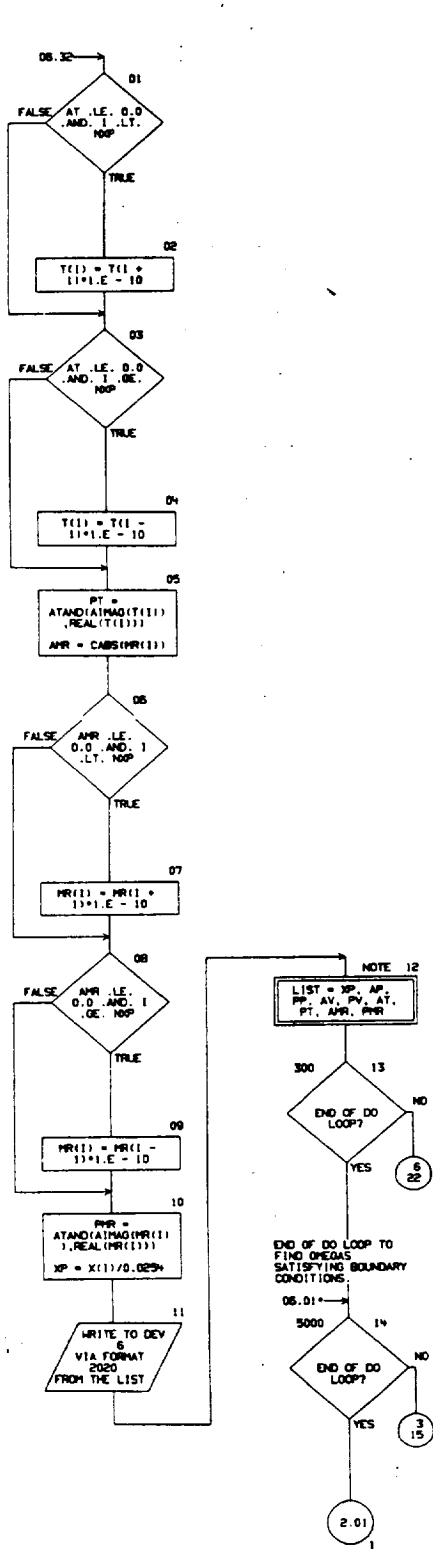 06.32
01
FALSE
AT .LE. 0.0
.AND. I .LT.
NXP
TRUE
02
T(I) = T(I +
1)*1.E - 10
03
FALSE
AT .LE. 0.0
.AND. I .GE.
NXP
TRUE
04
T(I) = T(I -
1)*1.E - 10
05
PT =
ATAND(AIMAG(T(I))
,REAL(T(I)))
AMR = CABS(MR(I))
06
FALSE
AMR .LE.
0.0 .AND. I
.LT. NXP
TRUE
07
MR(I) = MR(I +
1)*1.E - 10
08
FALSE
AMR .LE.
0.0 .AND. I
.GE. NXP
TRUE
09
MR(I) = MR(I -
1)*1.E - 10
10
PMR =
ATAND(AIMAG(MR(I)
),REAL(MR(I)))
XP = X(I)/0.0254
11
WRITE TO DEV
6
VIA FORMAT
2020
FROM THE LIST
NOTE 12
LIST = XP, AP,
PP, AV, PV, AT,
PT, AMR, PMR
300 13
END OF DO
LOOP?
NO
6
22
YES
END OF DO LOOP TO
FIND OMEGAS
SATISFYING BOUNDARY
CONDITIONS.
06.01*
5000 14
END OF DO
LOOP?
NO
3
15
YES
2.01
1